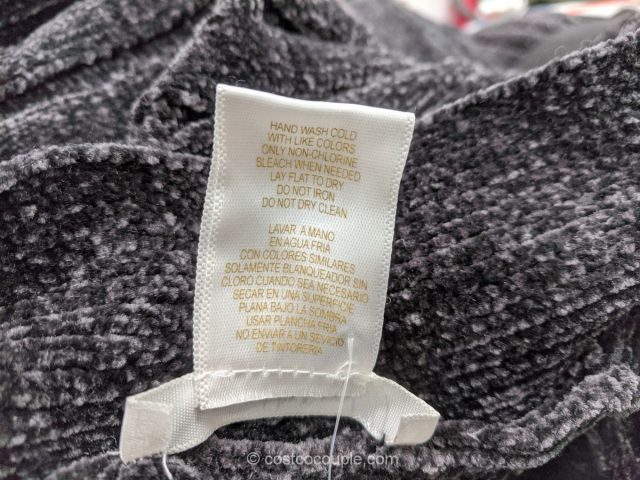 HAND WASH COLD
WITH LIKE COLORS
ONLY NON-CHLORINE
BLEACH WHEN NEEDED
LAY FLAT TO DRY
DO NOT IRON
DO NOT DRY CLEAN
LAVAR A MANO
EN AGUA FRIA
CON COLORES SIMILARES
SOLAMENTE BLANQUEADOR SIN
CLORO CUANDO SEA NECESARIO
SECAR EN UNA SUPERFICIE
PLANA BAJO LA SOMBRA
USAR PLANCHA FRIA
NO ENVIAR A UN SEVICIO
DE TINTORERIA
© costcocouple.com